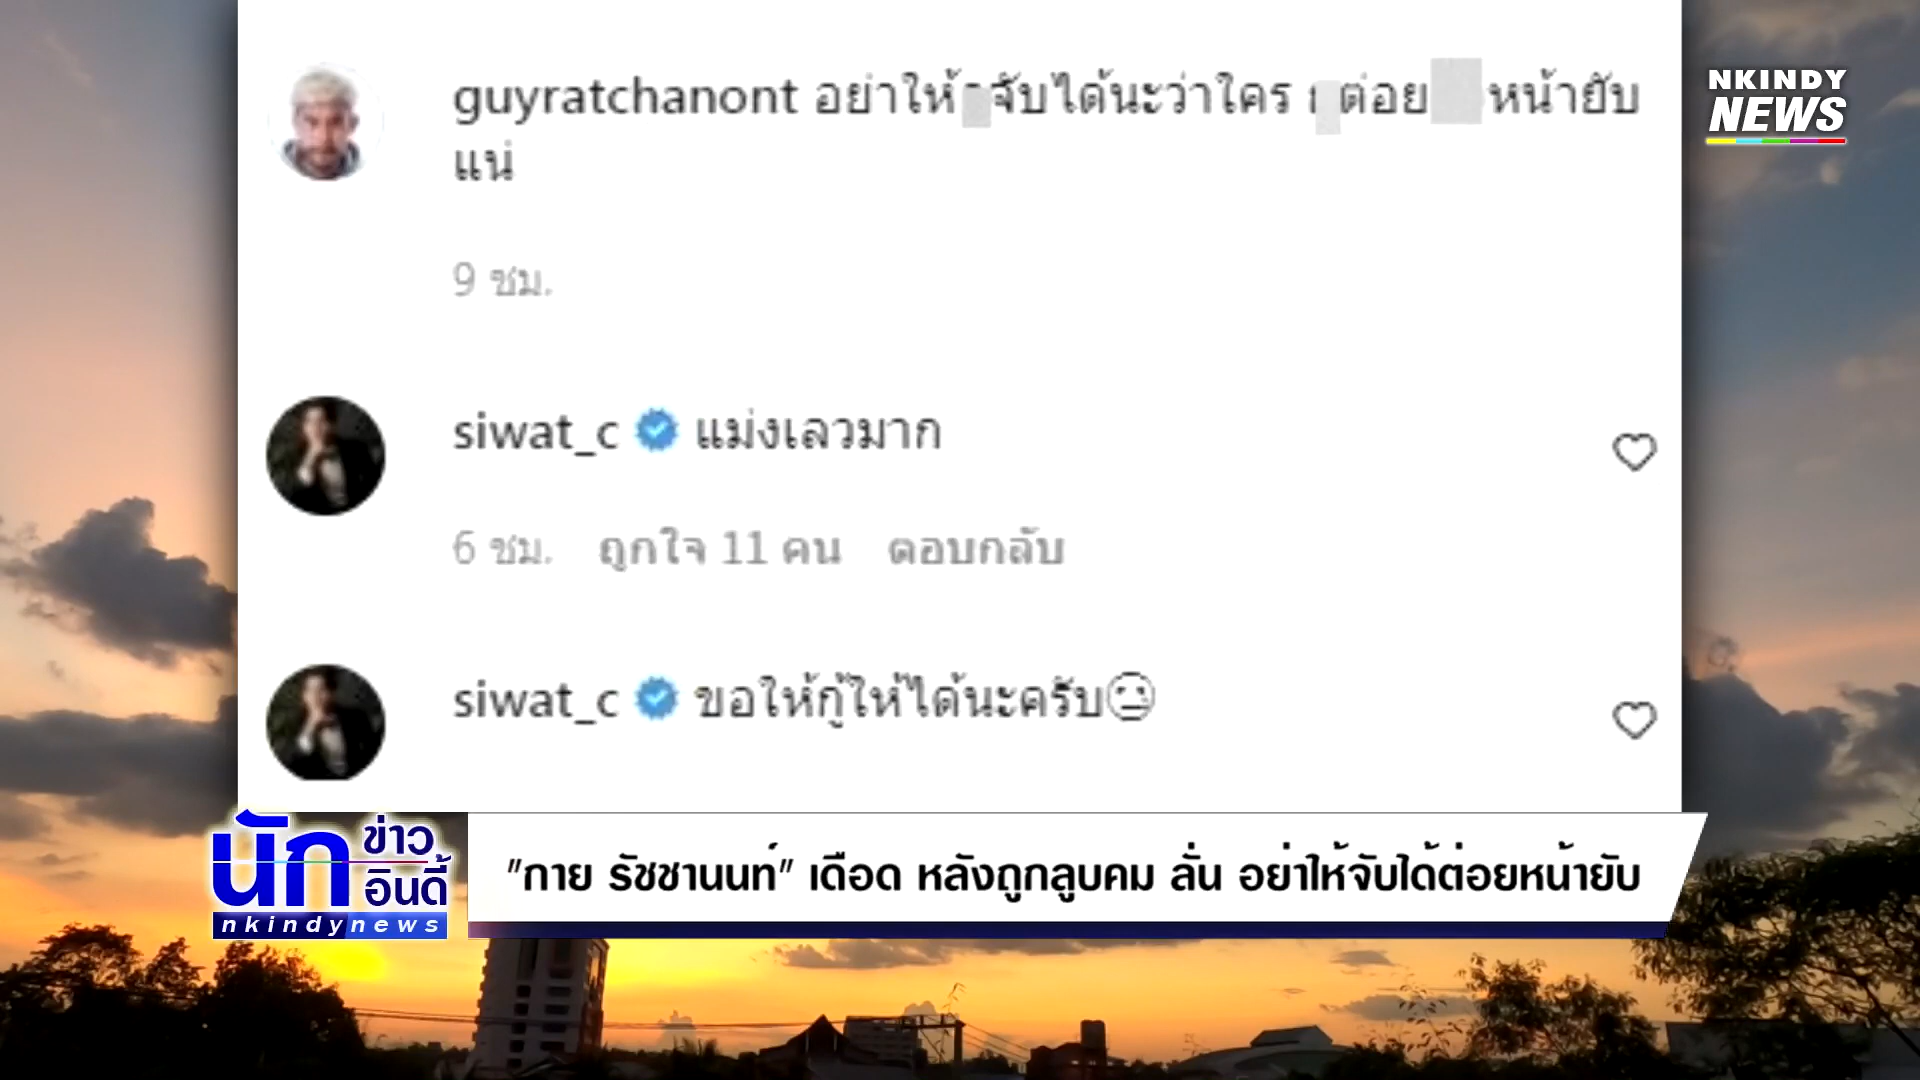 guyratchanont อย่าให้ จับได้นะว่าใคร ต่อย หน้ายับ
แน่
9 ชม.
siwat_c แม่งเลวมาก
6 ชม. ถูกใจ 11 คน ตอบกลับ
siwat_c ขอให้กู้ให้ได้นะครับ
NKINDY
NEWS
นักข่าวอินดี้
nkindynews
"กาย รัชชานนท์" เดือด หลังถูกลูบคม ลั่น อย่าให้จับได้ต่อยหน้ายับ